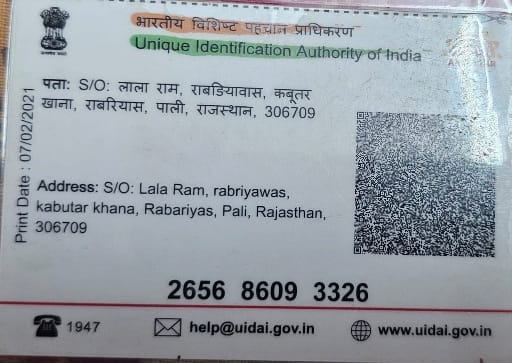 भारतीय विशिष्ट पहचान प्राधिकरण
Unique Identification Authority of India
पता: S/O: लाला राम, राबड़ियावास, कबूतर
खाना, राबरियास, पाली, राजस्थान, 306709
Print Date : 07/02/2021
Address: S/O: Lala Ram, rabriyawas,
kabutar khana, Rabariyas, Pali, Rajasthan,
306709
2656 8609 3326
1947 help@uidai.gov.in www.uidai.gov.in